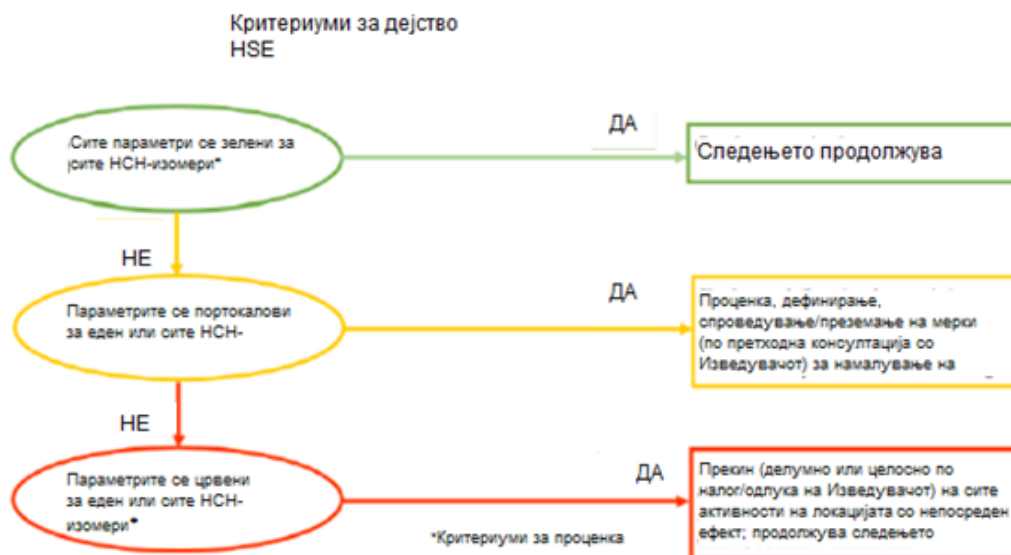 Критериуми за дејство
HSE
Сите параметри се зелени за
сите HCH-изомери*
ДА
Следењето продолжува
НЕ
Параметрите се портокалови
за еден или сите HCH-
ДА
Проценка, дефинирање,
спроведување/преземање на мерки
(по претходна консултација со
Изведувачот) за намалување на
НЕ
Параметрите се црвени
за еден или сите HCH-
изомери*
ДА
Прекин (делумно или целосно по
налог/одлука на Изведувачот) на сите
активности на локацијата со непосреден
ефект; продолжува следењето
*Критериуми за проценка